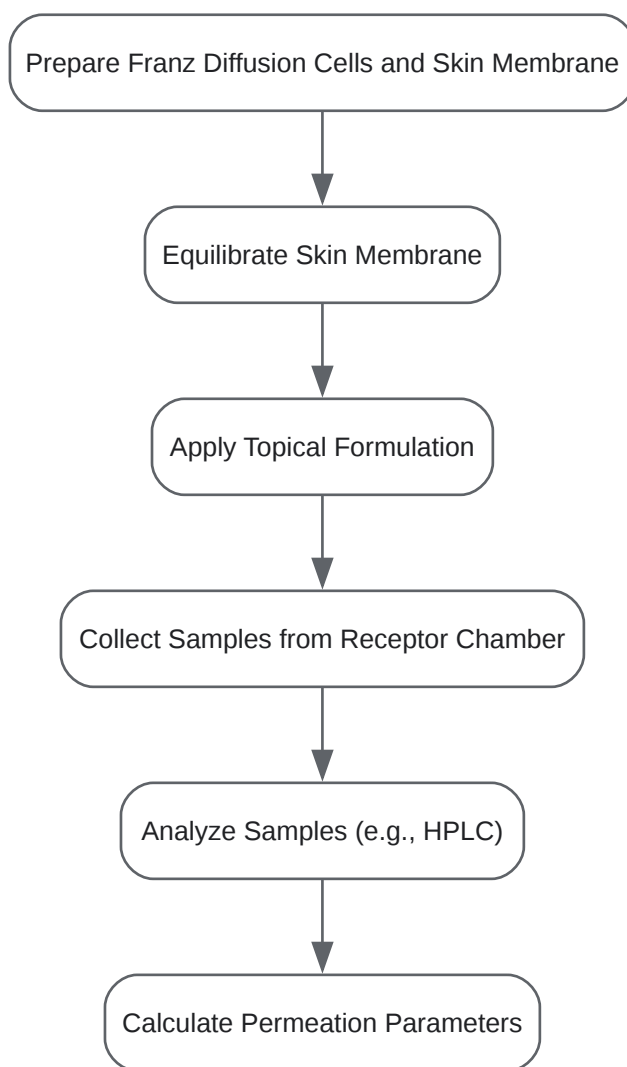 Prepare Franz Diffusion Cells and Skin Membrane
Equilibrate Skin Membrane
Apply Topical Formulation
Collect Samples from Receptor Chamber
Analyze Samples (e.g., HPLC)
Calculate Permeation Parameters